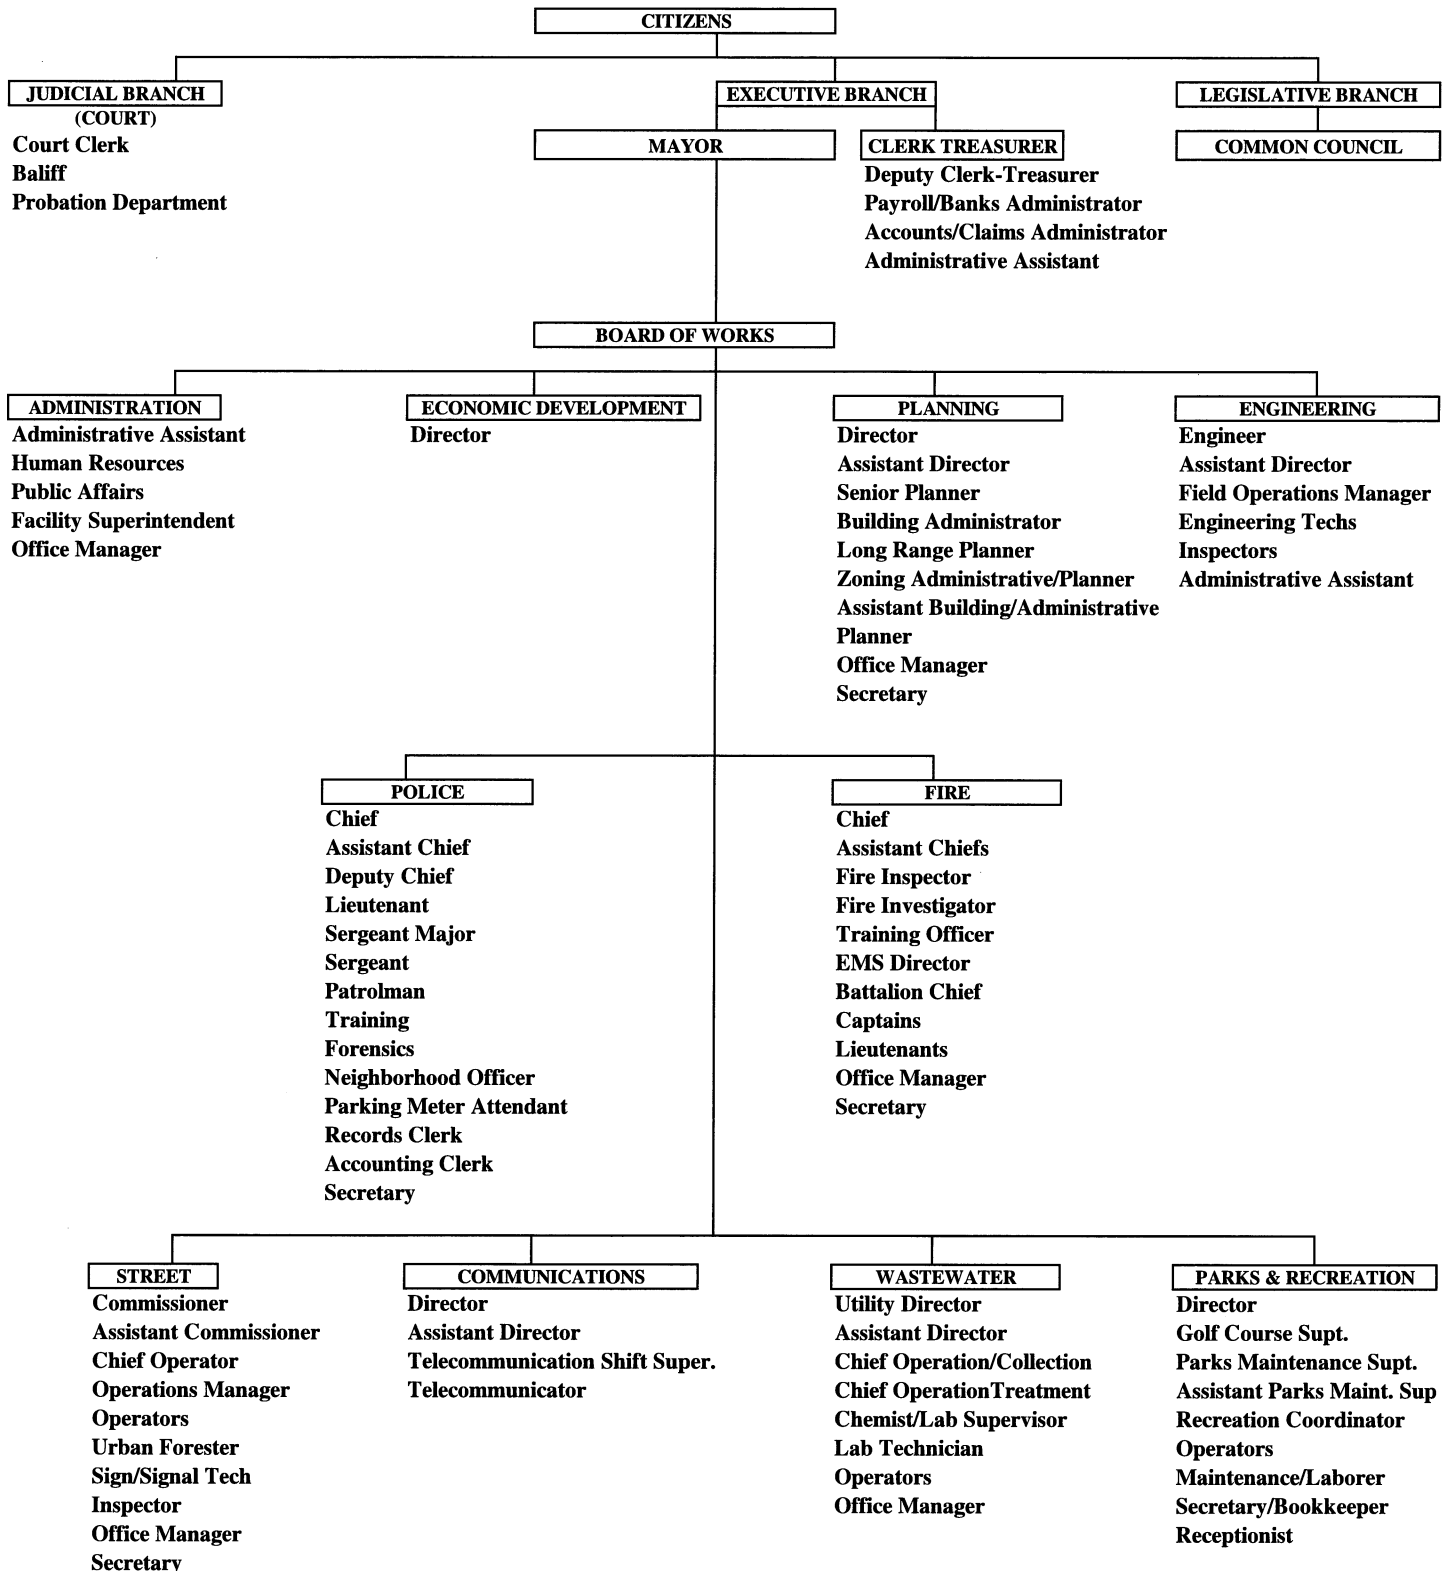 CITIZENS
JUDICIAL BRANCH
(COURT)
Court Clerk
Baliff
Probation Department
EXECUTIVE BRANCH
MAYOR
CLERK TREASURER
Deputy Clerk-Treasurer
Payroll/Banks Administrator
Accounts/Claims Administrator
Administrative Assistant
LEGISLATIVE BRANCH
COMMON COUNCIL
BOARD OF WORKS
ADMINISTRATION
Administrative Assistant
Human Resources
Public Affairs
Facility Superintendent
Office Manager
ECONOMIC DEVELOPMENT
Director
PLANNING
Director
Assistant Director
Senior Planner
Building Administrator
Long Range Planner
Zoning Administrative/Planner
Assistant Building/Administrative
Planner
Office Manager
Secretary
ENGINEERING
Engineer
Assistant Director
Field Operations Manager
Engineering Techs
Inspectors
Administrative Assistant
POLICE
Chief
Assistant Chief
Deputy Chief
Lieutenant
Sergeant Major
Sergeant
Patrolman
Training
Forensics
Neighborhood Officer
Parking Meter Attendant
Records Clerk
Accounting Clerk
Secretary
FIRE
Chief
Assistant Chiefs
Fire Inspector
Fire Investigator
Training Officer
EMS Director
Battalion Chief
Captains
Lieutenants
Office Manager
Secretary
STREET
Commissioner
Assistant Commissioner
Chief Operator
Operations Manager
Operators
Urban Forester
Sign/Signal Tech
Inspector
Office Manager
Secretary
COMMUNICATIONS
Director
Assistant Director
Telecommunication Shift Super.
Telecommunicator
WASTEWATER
Utility Director
Assistant Director
Chief Operation/Collection
Chief OperationTreatment
Chemist/Lab Supervisor
Lab Technician
Operators
Office Manager
PARKS & RECREATION
Director
Golf Course Supt.
Parks Maintenance Supt.
Assistant Parks Maint. Sup
Recreation Coordinator
Operators
Maintenance/Laborer
Secretary/Bookkeeper
Receptionist